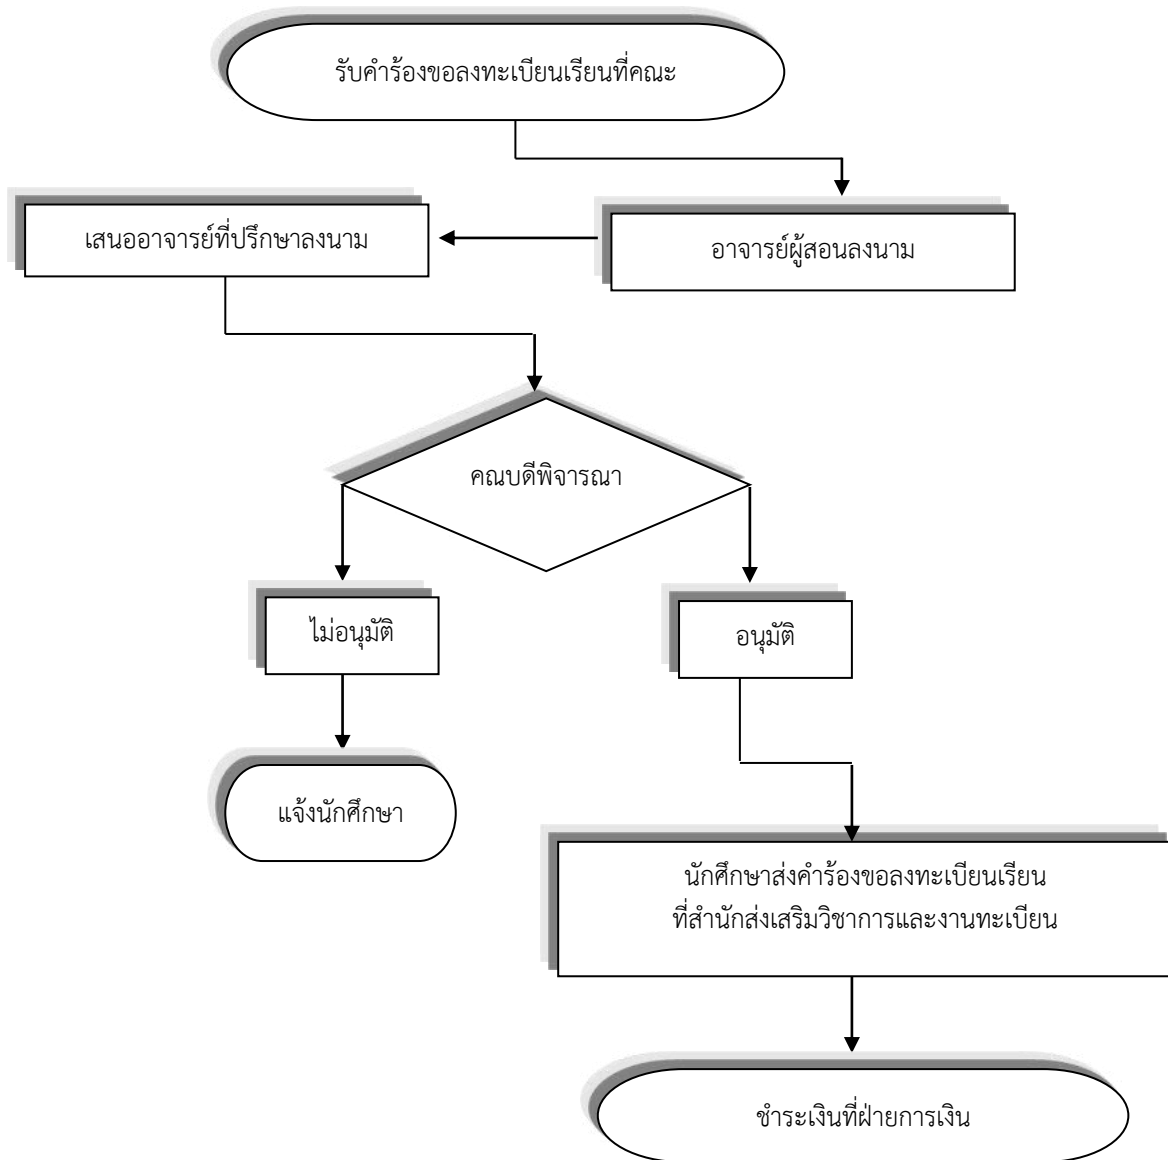 รับคำร้องขอลงทะเบียนเรียนที่คณะ
เสนออาจารย์ที่ปรึกษาลงนาม
อาจารย์ผู้สอนลงนาม
คณบดีพิจารณา
ไม่อนุมัติ
อนุมัติ
แจ้งนักศึกษา
นักศึกษาส่งคำร้องขอลงทะเบียนเรียน
ที่สำนักส่งเสริมวิชาการและงานทะเบียน
ชำระเงินที่ฝ่ายการเงิน